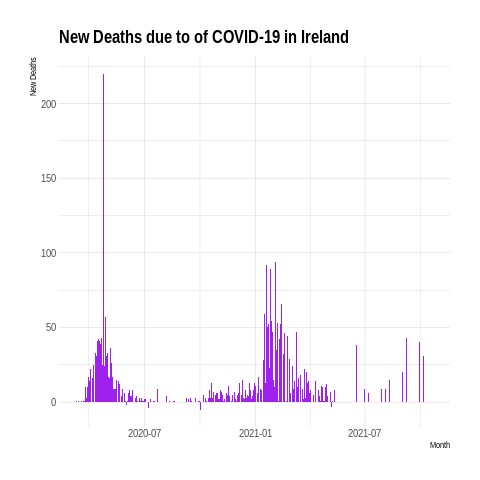 New Deaths due to of COVID-19 in Ireland
New Deaths
200
150
100
50
0
2020-07
2021-01
2021-07
Month